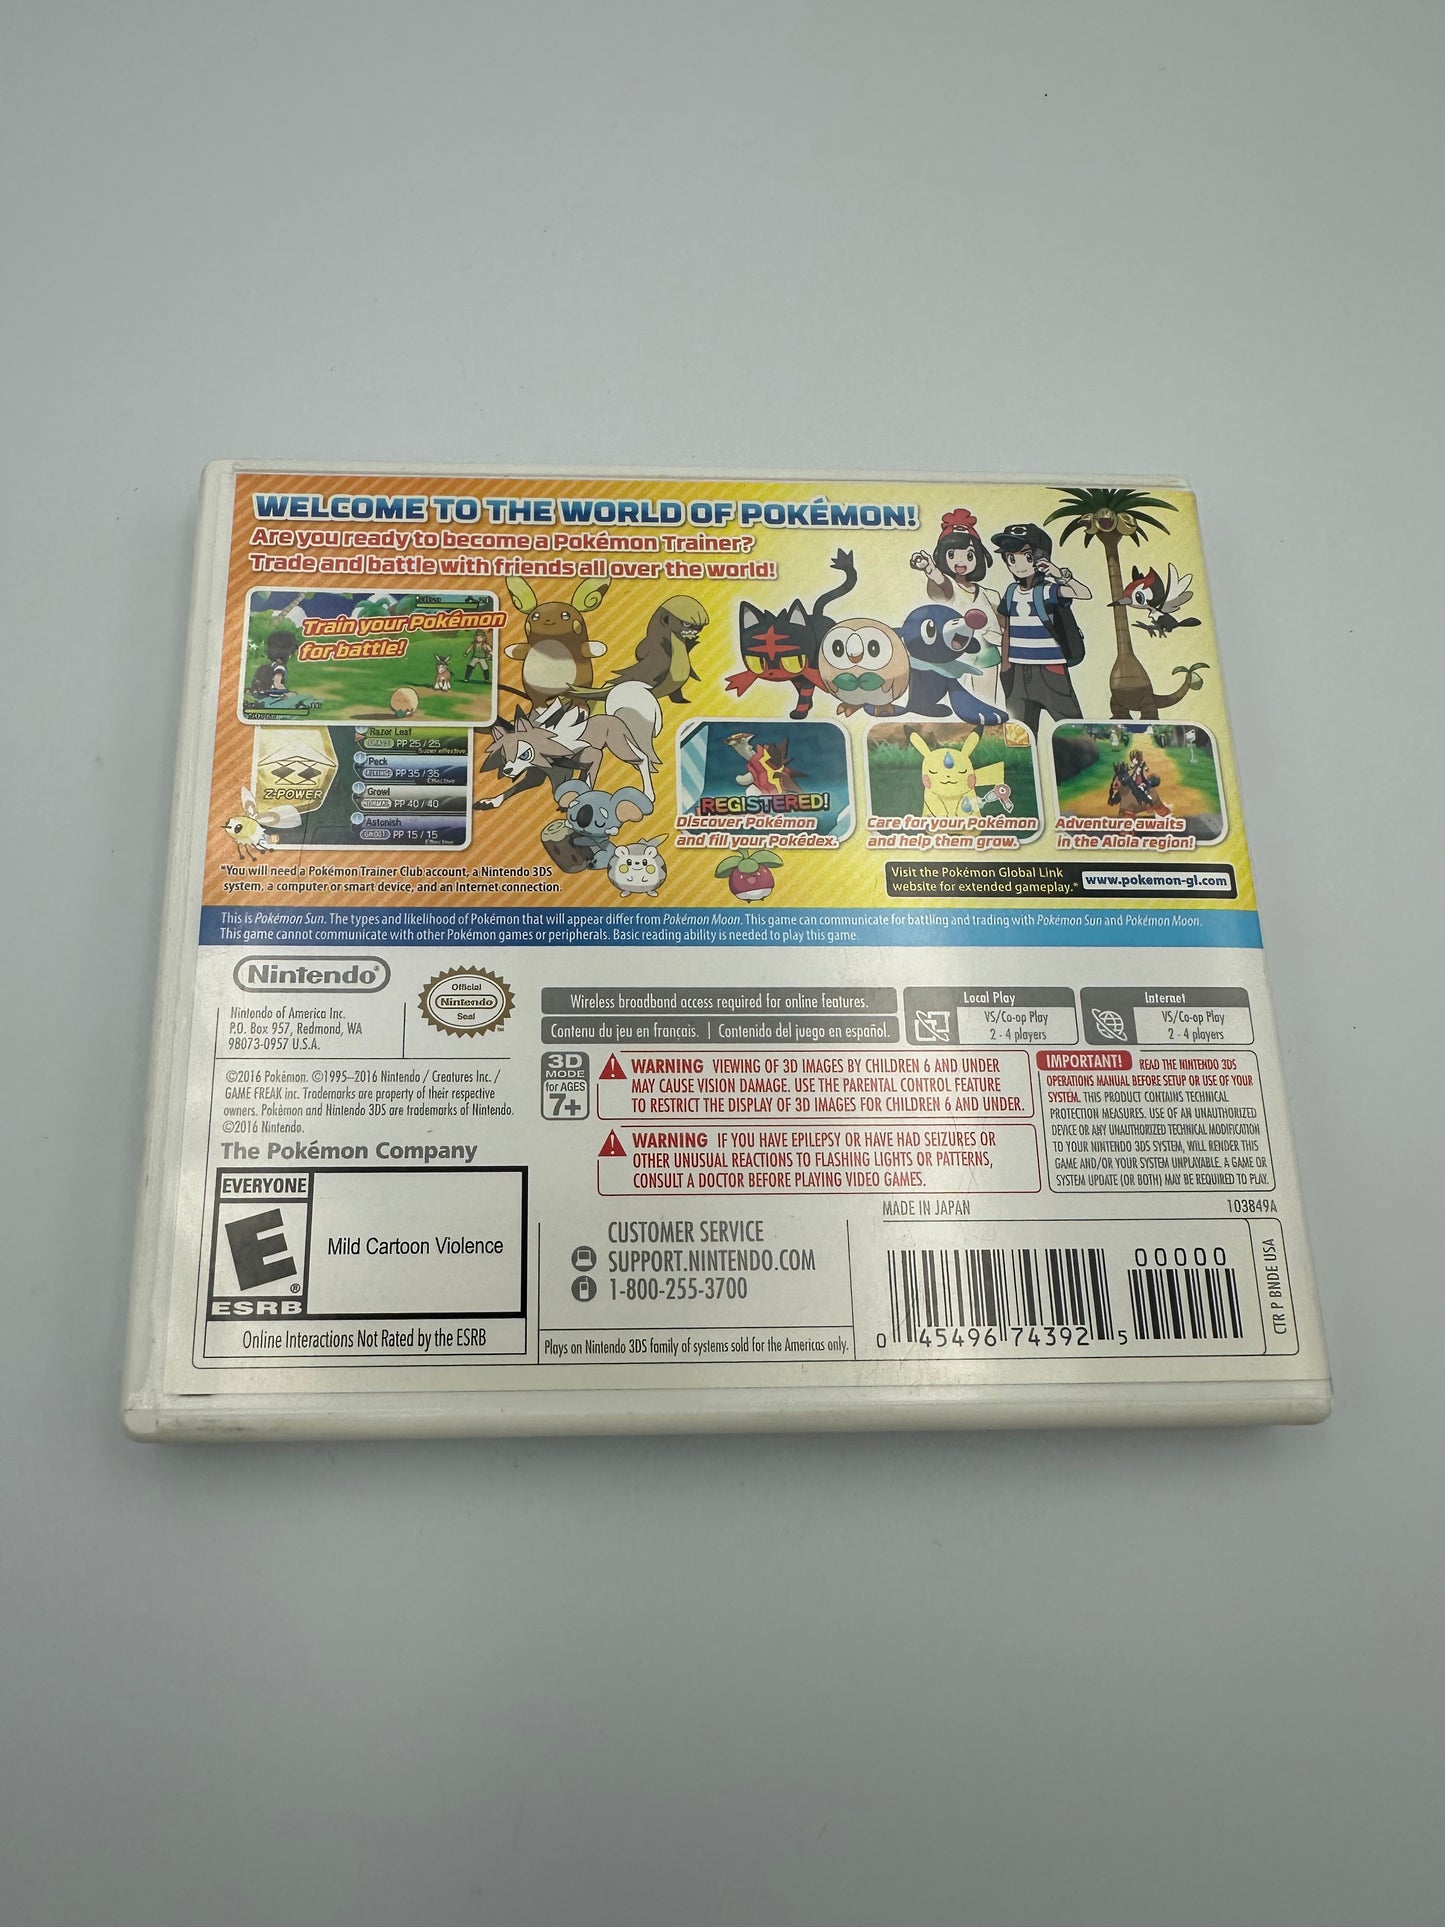 WELCOME TO THE WORLD OF POKÉMON!
Are you ready to become a Pokémon Trainer?
Trade and battle with friends all over the world!
Train your Pokémon
for battle!
Razor Leaf
PP 25 / 25
Super effective
Peck
FLYING PP 35 / 35
Effective
Growl
NORMAL PP 40 / 40
Astonish
GHOST PP 15 / 15
Effective
Z-POWER
REGISTERED!
Discover Pokémon
and fill your Pokédex.
Care for your Pokémon
and help them grow.
Adventure awaits
in the Alola region!
*You will need a Pokémon Trainer Club account, a Nintendo 3DS
system, a computer or smart device, and an Internet connection.
Visit the Pokémon Global Link
website for extended gameplay.*
www.pokemon-gl.com
This is Pokémon Sun. The types and likelihood of Pokémon that will appear differ from Pokémon Moon. This game can communicate for battling and trading with Pokémon Sun and Pokémon Moon.
This game cannot communicate with other Pokémon games or peripherals. Basic reading ability is needed to play this game.
Nintendo®
Nintendo of America Inc.
P.O. Box 957, Redmond, WA
98073-0957 U.S.A.
Official
Nintendo
Seal
TM
Wireless broadband access required for online features.
Contenu du jeu en français. | Contenido del juego en español.
Local Play
VS/Co-op Play
2 - 4 players
Internet
VS/Co-op Play
2 - 4 players
©2016 Pokémon. ©1995–2016 Nintendo / Creatures Inc. /
GAME FREAK inc. Trademarks are property of their respective
owners. Pokémon and Nintendo 3DS are trademarks of Nintendo.
©2016 Nintendo.
The Pokémon Company
3D
MODE
for AGES
7+
WARNING VIEWING OF 3D IMAGES BY CHILDREN 6 AND UNDER
MAY CAUSE VISION DAMAGE. USE THE PARENTAL CONTROL FEATURE
TO RESTRICT THE DISPLAY OF 3D IMAGES FOR CHILDREN 6 AND UNDER.
WARNING IF YOU HAVE EPILEPSY OR HAVE HAD SEIZURES OR
OTHER UNUSUAL REACTIONS TO FLASHING LIGHTS OR PATTERNS,
CONSULT A DOCTOR BEFORE PLAYING VIDEO GAMES.
IMPORTANT! READ THE NINTENDO 3DS
OPERATIONS MANUAL BEFORE SETUP OR USE OF YOUR
SYSTEM. THIS PRODUCT CONTAINS TECHNICAL
PROTECTION MEASURES. USE OF AN UNAUTHORIZED
DEVICE OR ANY UNAUTHORIZED TECHNICAL MODIFICATION
TO YOUR NINTENDO 3DS SYSTEM, WILL RENDER THIS
GAME AND/OR YOUR SYSTEM UNPLAYABLE. A GAME OR
SYSTEM UPDATE (OR BOTH) MAY BE REQUIRED TO PLAY.
EVERYONE
E
®
ESRB
Mild Cartoon Violence
Online Interactions Not Rated by the ESRB
CUSTOMER SERVICE
SUPPORT.NINTENDO.COM
1-800-255-3700
Plays on Nintendo 3DS family of systems sold for the Americas only.
MADE IN JAPAN
103849A
00000
0 45496 74392 5
CTR P BNDE USA